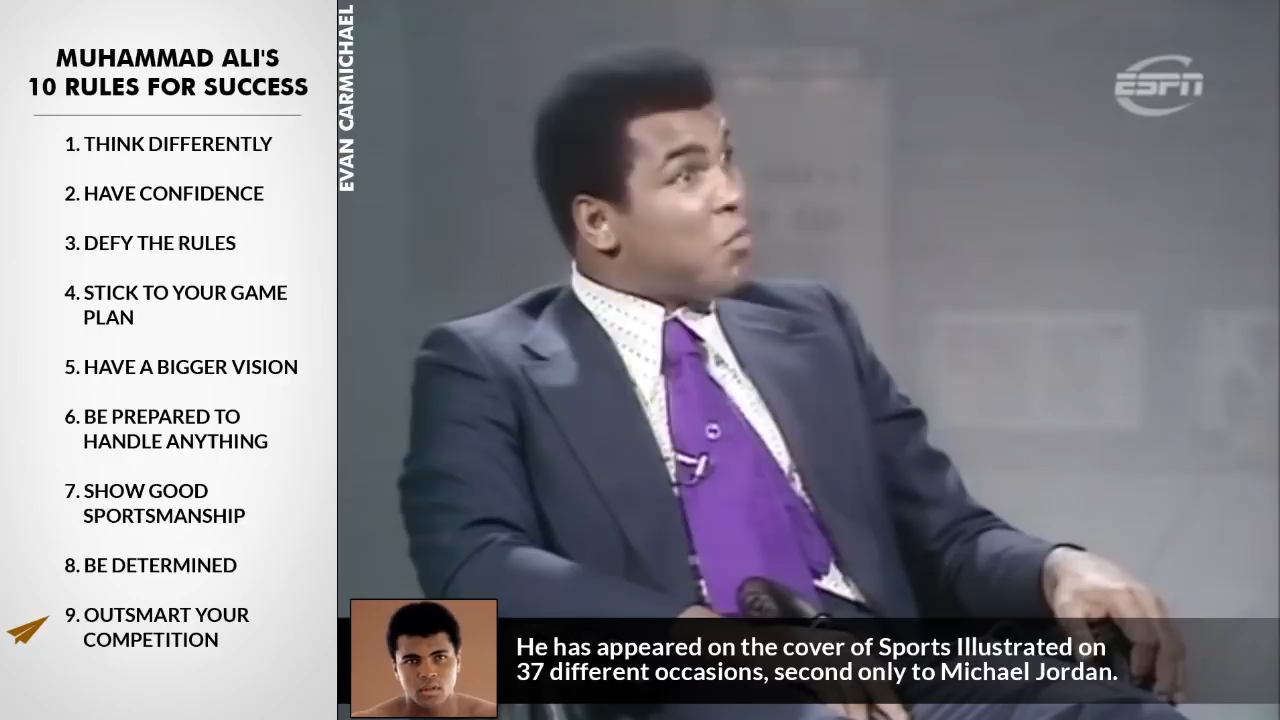 MUHAMMAD ALI'S
10 RULES FOR SUCCESS
1. THINK DIFFERENTLY
2. HAVE CONFIDENCE
3. DEFY THE RULES
4. STICK TO YOUR GAME
PLAN
5. HAVE A BIGGER VISION
6. BE PREPARED TO
HANDLE ANYTHING
7. SHOW GOOD
SPORTSMANSHIP
8. BE DETERMINED
9. OUTSMART YOUR
COMPETITION
EVAN CARMICHAEL
ESPN
He has appeared on the cover of Sports Illustrated on
37 different occasions, second only to Michael Jordan.